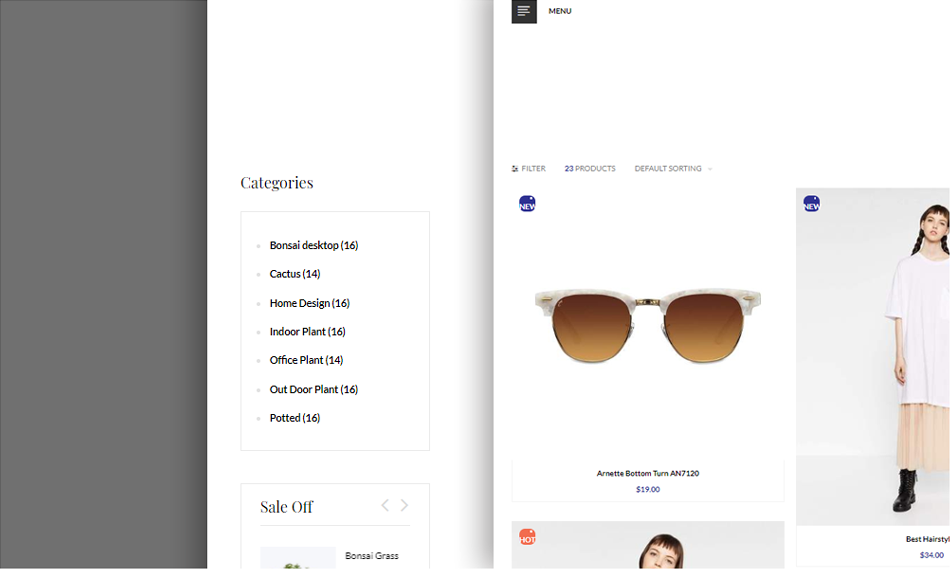 MENU
Categories
Bonsai desktop (16)
Cactus (14)
Home Design (16)
Indoor Plant (16)
Office Plant (14)
Out Door Plant (16)
Potted (16)
Sale Off
Bonsai Grass
FILTER
23 PRODUCTS
DEFAULT SORTING
NEW
NEW
Arnette Bottom Turn AN7120
$19.00
HOT
Best Hairstyl
$34.00